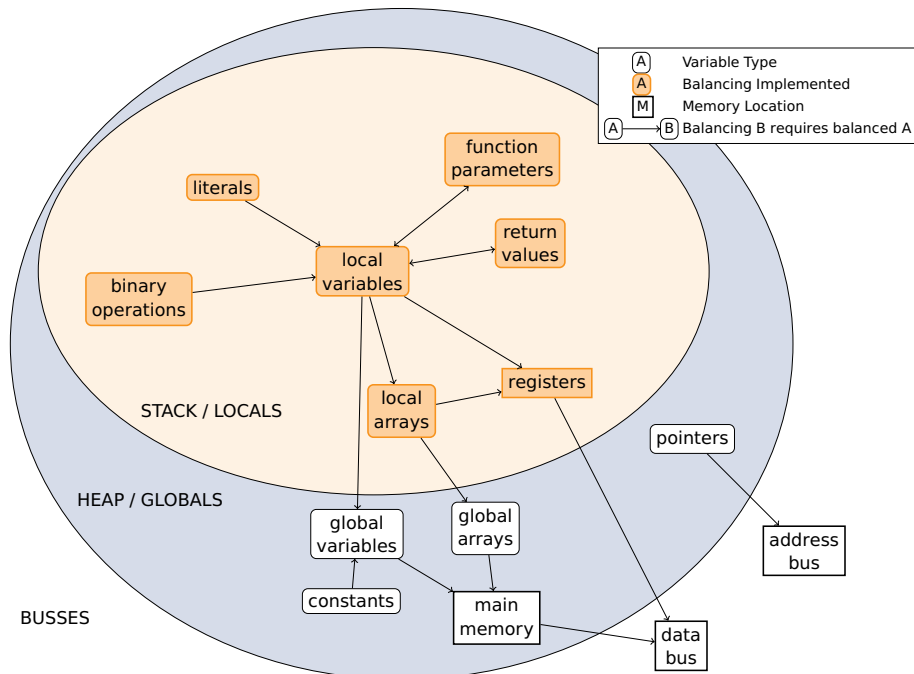 A Variable Type
A Balancing Implemented
M Memory Location
A B Balancing B requires balanced A
function
parameters
literals
return
values
local
variables
binary
operations
registers
local
arrays
STACK / LOCALS
pointers
HEAP / GLOBALS
global
variables
global
arrays
address
bus
constants
main
memory
BUSSES
data
bus